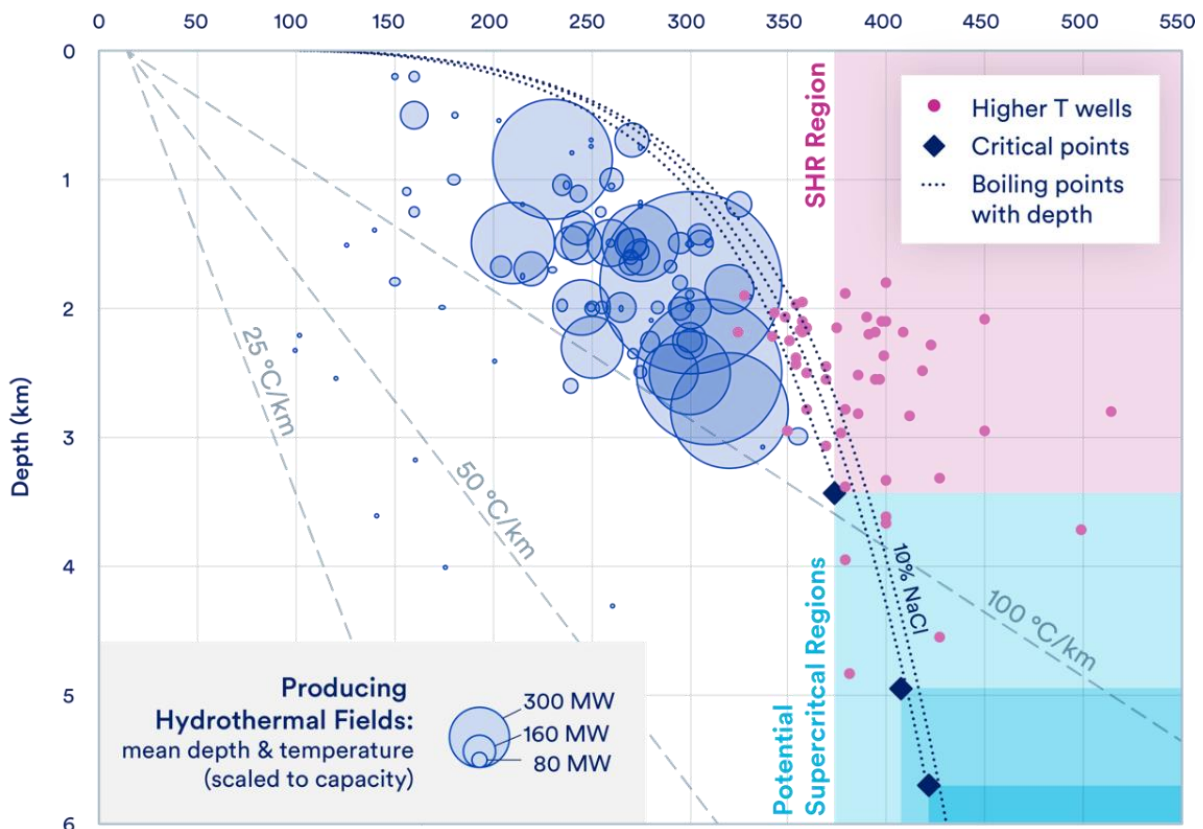 0 50 100 150 200 250 300 350 400 450 500 550
0
1
2
3
4
5
6
Depth (km)
25 °C/km
50 °C/km
100 °C/km
10% NaCl
SHR Region
Potential
Supercritcal Regions
Higher T wells
Critical points
Boiling points
with depth
Producing
Hydrothermal Fields:
mean depth & temperature
(scaled to capacity)
300 MW
160 MW
80 MW